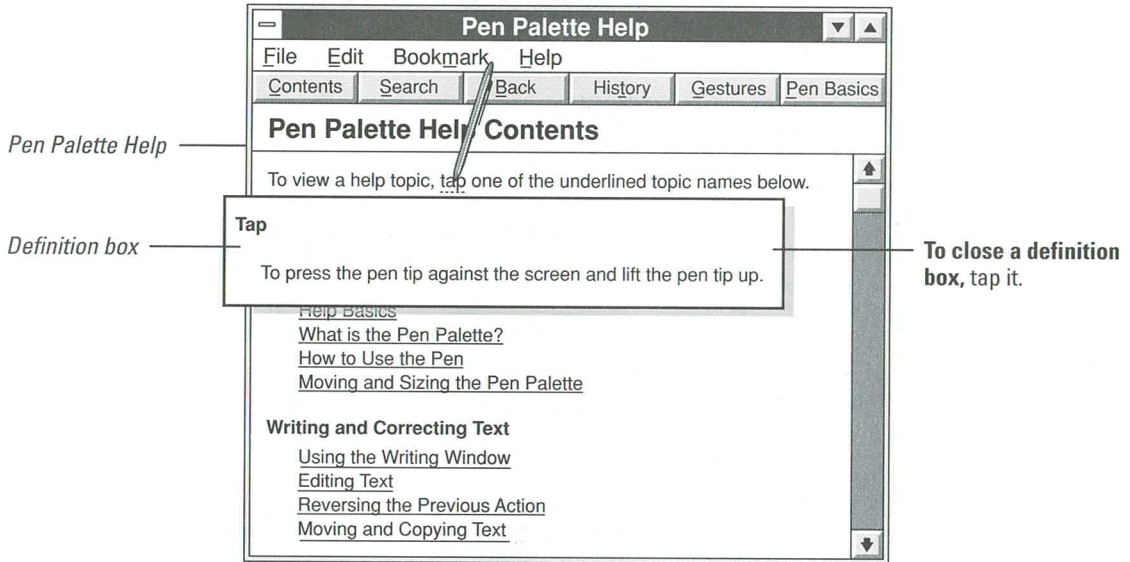 Pen Palette Help
File Edit Bookmark Help
Contents Search Back History Gestures Pen Basics
Pen Palette Help Contents
Pen Palette Help
To view a help topic, tap one of the underlined topic names below.
Tap
Definition box
To press the pen tip against the screen and lift the pen tip up.
To close a definition
box, tap it.
Help Basics
What is the Pen Palette?
How to Use the Pen
Moving and Sizing the Pen Palette
Writing and Correcting Text
Using the Writing Window
Editing Text
Reversing the Previous Action
Moving and Copying Text